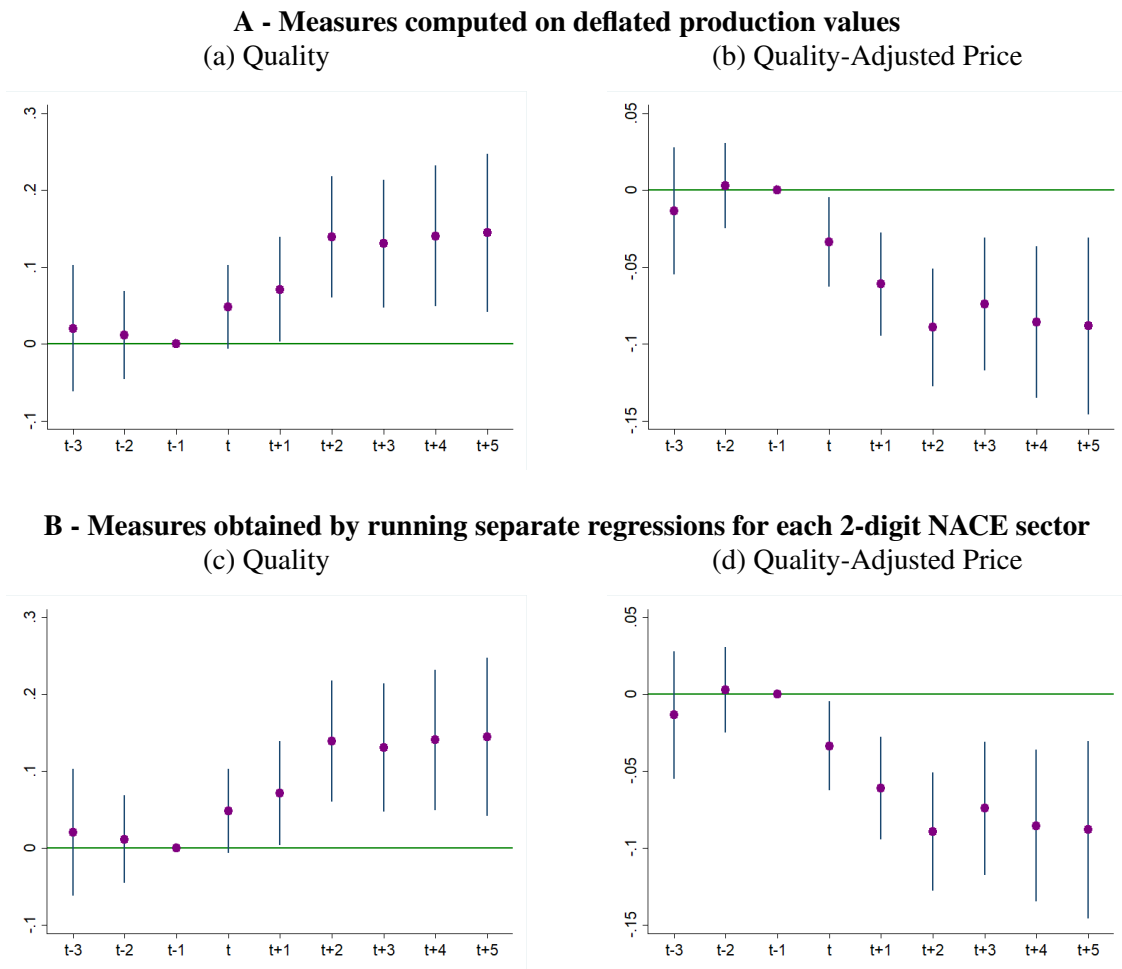 A - Measures computed on deflated production values
(a) Quality
(b) Quality-Adjusted Price
.3
.2
.1
0
-.1
t-3 t-2 t-1 t t+1 t+2 t+3 t+4 t+5
.05
0
-.05
-.1
-.15
t-3 t-2 t-1 t t+1 t+2 t+3 t+4 t+5
B - Measures obtained by running separate regressions for each 2-digit NACE sector
(c) Quality
(d) Quality-Adjusted Price
.3
.2
.1
0
-.1
t-3 t-2 t-1 t t+1 t+2 t+3 t+4 t+5
.05
0
-.05
-.1
-.15
t-3 t-2 t-1 t t+1 t+2 t+3 t+4 t+5